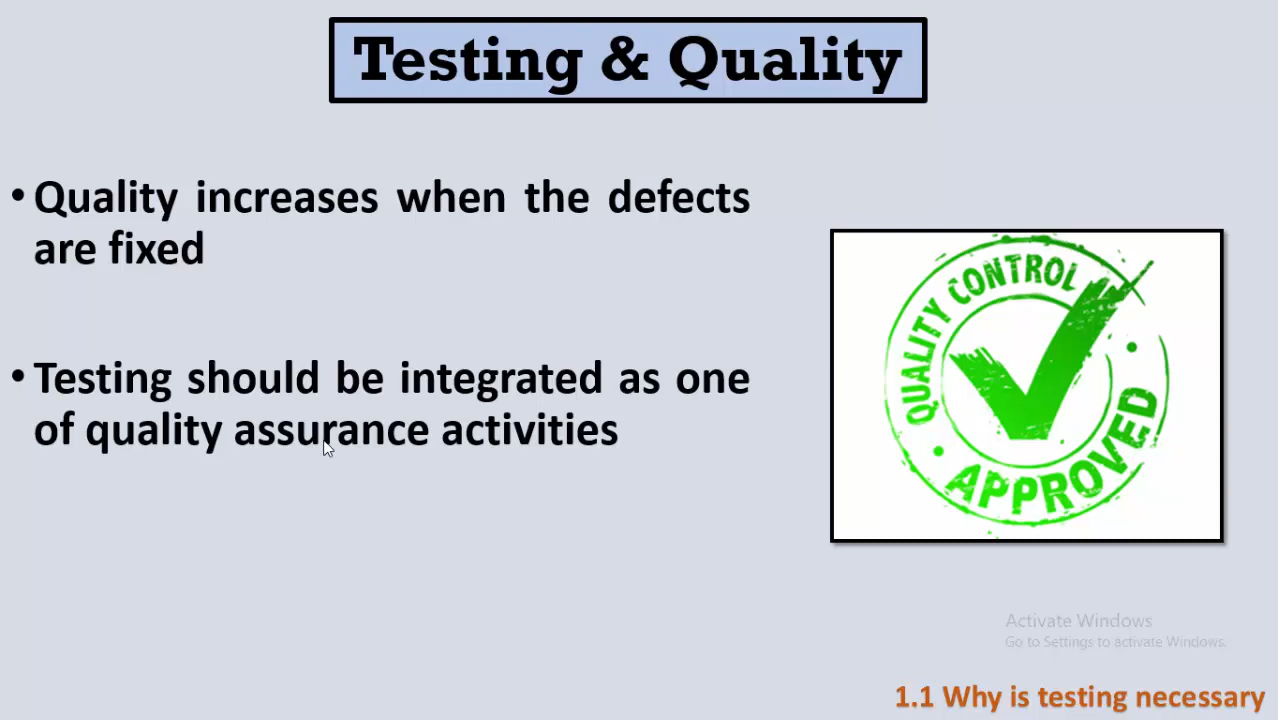 Testing & Quality
• Quality increases when the defects
are fixed
• Testing should be integrated as one
of quality assurance activities
QUALITY CONTROL
APPROVED
Activate Windows
Go to Settings to activate Windows.
1.1 Why is testing necessary